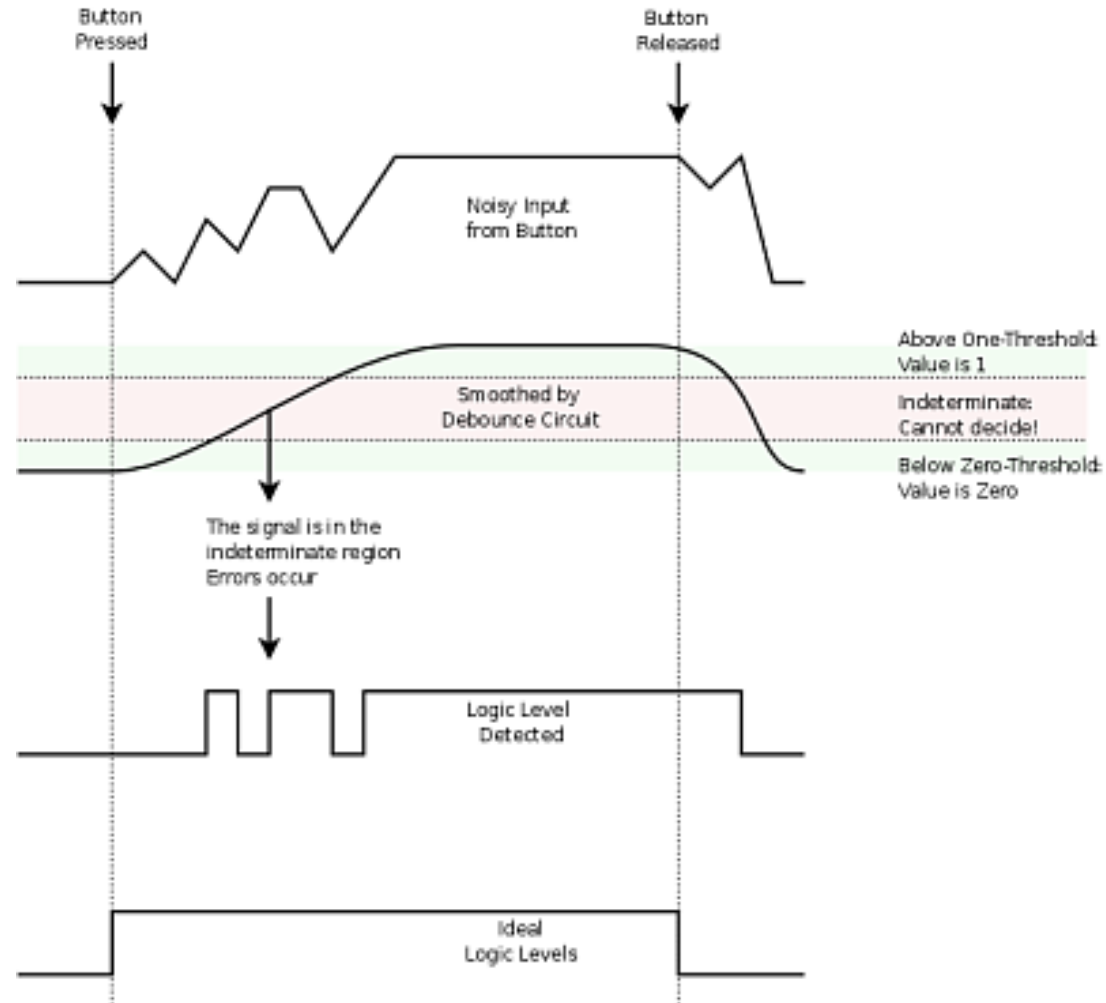 Button
Pressed
Button
Released
Noisy Input
from Button
Above One-Threshold:
Value is 1
Smoothed by
Debounce Circuit
Indeterminate:
Cannot decide!
Below Zero-Threshold:
Value is Zero
The signal is in the
indeterminate region
Errors occur
Logic Level
Detected
Ideal
Logic Levels